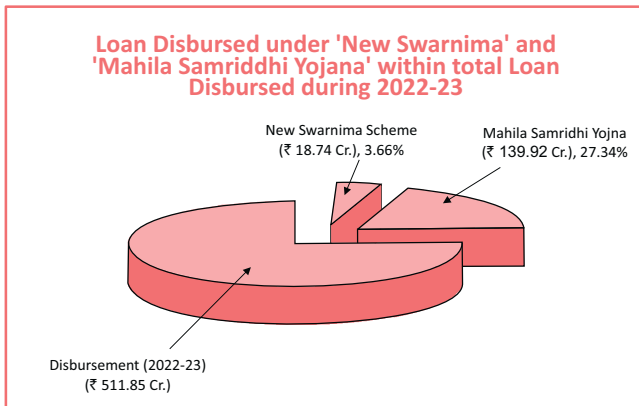 Loan Disbursed under 'New Swarnima' and
'Mahila Samriddhi Yojana' within total Loan
Disbursed during 2022-23
New Swarnima Scheme
(₹ 18.74 Cr.), 3.66%
Mahila Samridhi Yojna
(₹ 139.92 Cr.), 27.34%
Disbursement (2022-23)
(₹ 511.85 Cr.)